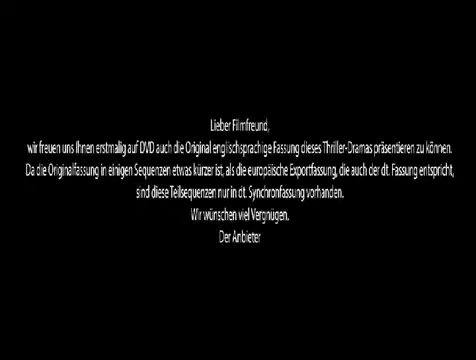 Lieber Filmfreund,
wir freuen uns Ihnen erstmalig auf DVD auch die Original englischsprachige Fassung dieses Thriller-Dramas präsentieren zu können.
Da die Originalfassung in einigen Sequenzen etwas kürzer ist, als die europäische Exportfassung, die auch der dt. Fassung entspricht,
sind diese Teilsequenzen nur in dt. Synchronfassung vorhanden.
Wir wünschen viel Vergnügen.
Der Anbieter